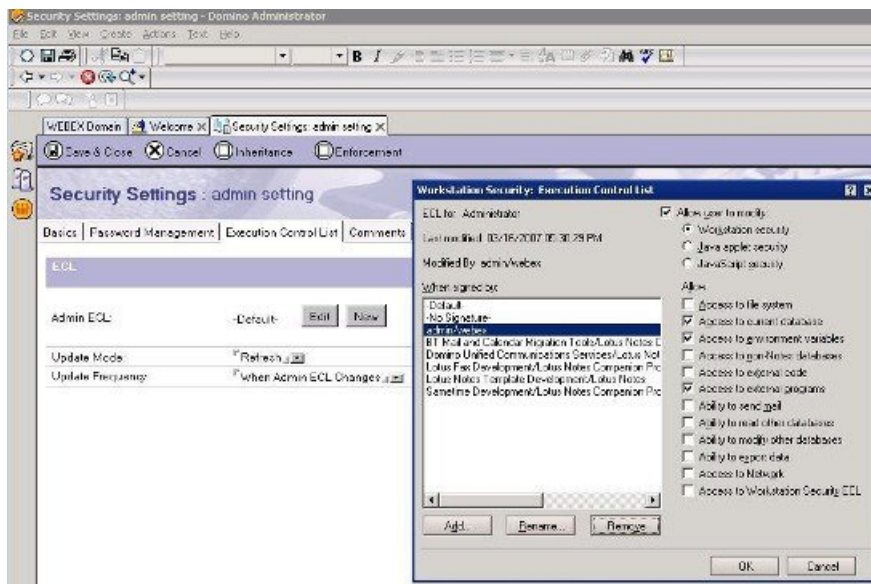 Security Settings: admin setting - Domino Administrator
File Edit View Create Actions Text Help
B I
WEBEX Domain Welcome Security Settings: admin setting
Save & Close Cancel Inheritance Enforcement
Security Settings : admin setting
Basics Password Management Execution Control List Comments
ECL
Admin ECL: -Default- Edit New
Update Mode: Refresh
Update Frequency: When Admin ECL Changes
Workstation Security: Execution Control List
ECL for: Administrator
Last modified: 03/16/2007 05:30:29 PM
Modified By: admin/webex
When signed by:
-Default-
-No Signature-
admin/webex
BT Mail and Calendar Migration Tools/Lotus Notes C
Domino Unified Communications Services/Lotus Not
Lotus Fax Development/Lotus Notes Companion Pro
Lotus Notes Template Development/Lotus Notes
Sametime Development/Lotus Notes Companion Pro
Add... Rename... Remove
Allow user to modify
Workstation security
Java applet security
JavaScript security
Allow:
Access to file system
Access to current database
Access to environment variables
Access to non-Notes databases
Access to external code
Access to external programs
Ability to send mail
Ability to read other databases
Ability to modify other databases
Ability to export data
Access to Network
Access to Workstation Security ECL
OK Cancel